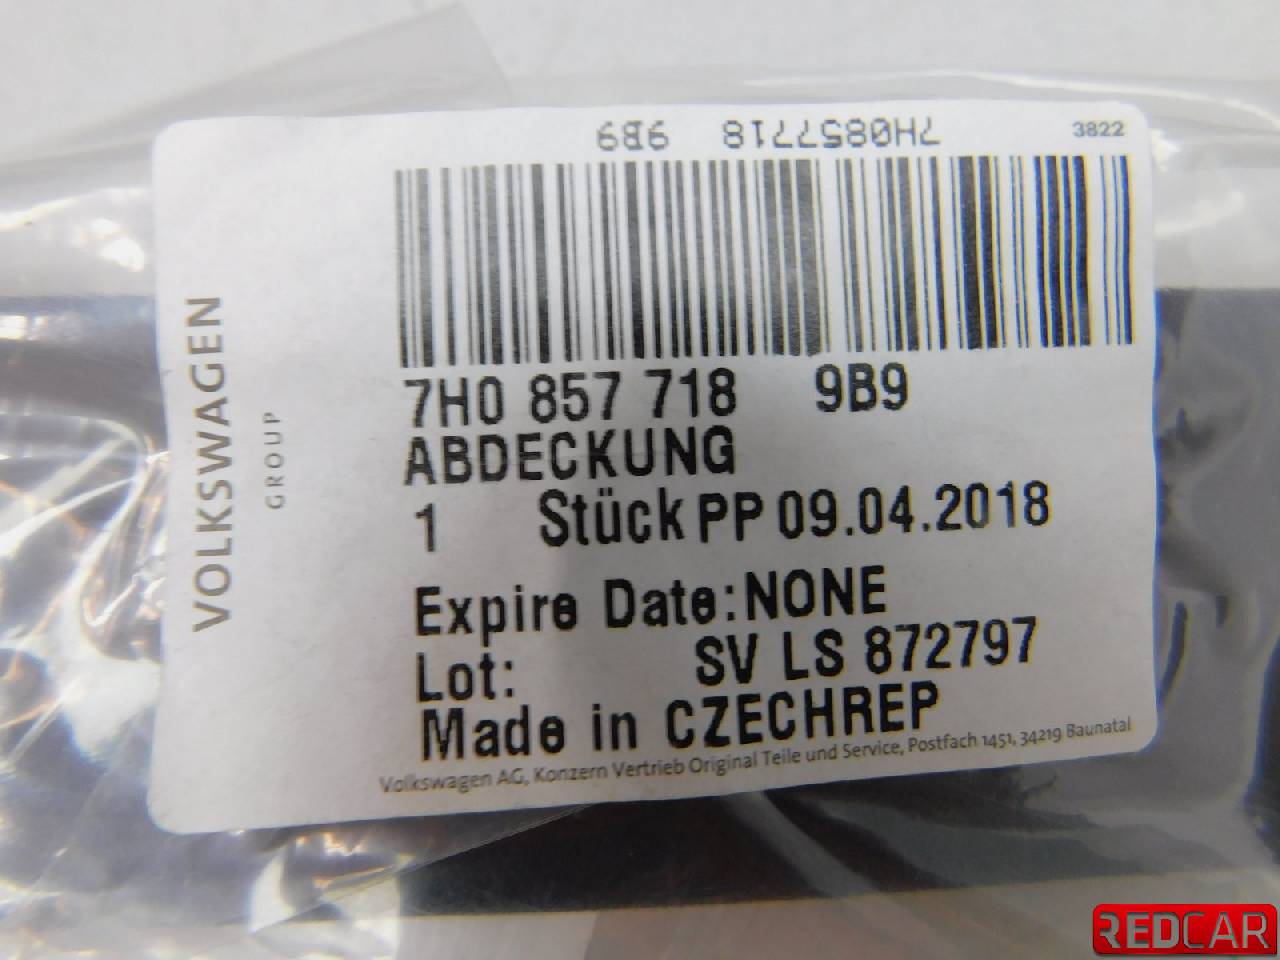 7H0857718 9B9
3822
VOLKSWAGEN
GROUP
7H0 857 718 9B9
ABDECKUNG
1 Stück PP 09.04.2018
Expire Date:NONE
Lot: SV LS 872797
Made in CZECHREP
Volkswagen AG, Konzern Vertrieb Original Teile und Service, Postfach 1451, 34219 Baunatal
REDCAR